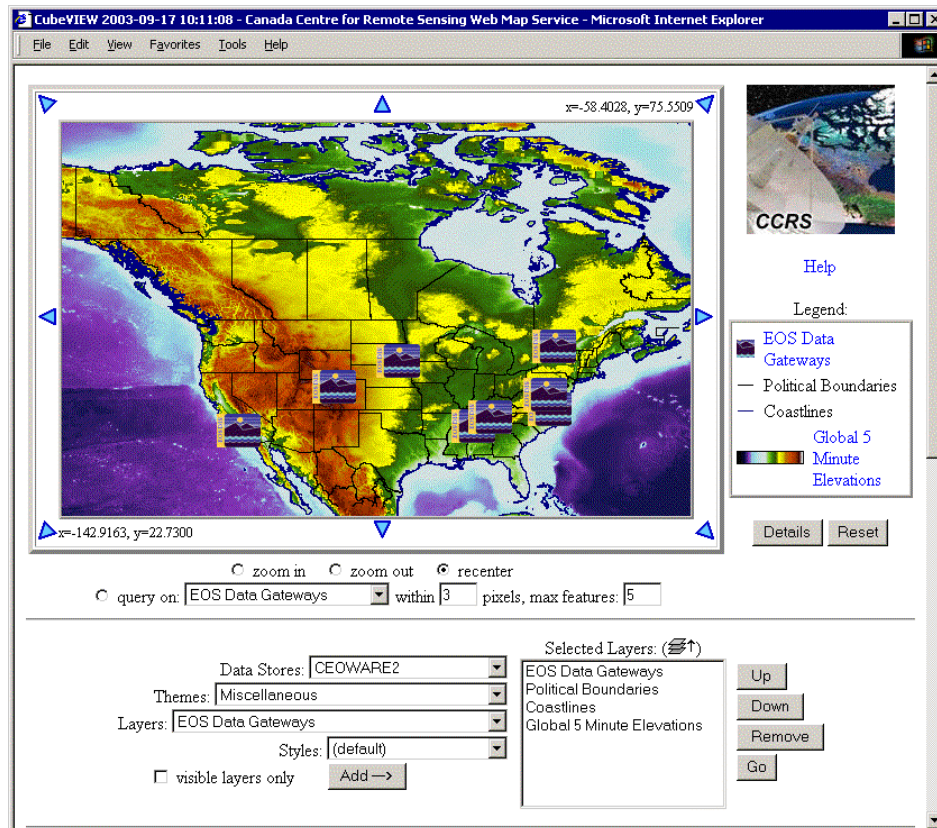 CubeVIEW 2003-09-17 10:11:08 - Canada Centre for Remote Sensing Web Map Service - Microsoft Internet Explorer
File Edit View Favorites Tools Help
x=-58.4028, y=75.5509
CCRS
Help
Legend:
EOS Data
Gateways
Political Boundaries
Coastlines
Global 5
Minute
Elevations
x=-142.9163, y=22.7300
Details Reset
zoom in zoom out recenter
query on: EOS Data Gateways within 3 pixels, max features: 5
Data Stores: CEOWARE2
Themes: Miscellaneous
Layers: EOS Data Gateways
Styles: (default)
visible layers only Add -->
Selected Layers: ( )
EOS Data Gateways
Political Boundaries
Coastlines
Global 5 Minute Elevations
Up
Down
Remove
Go